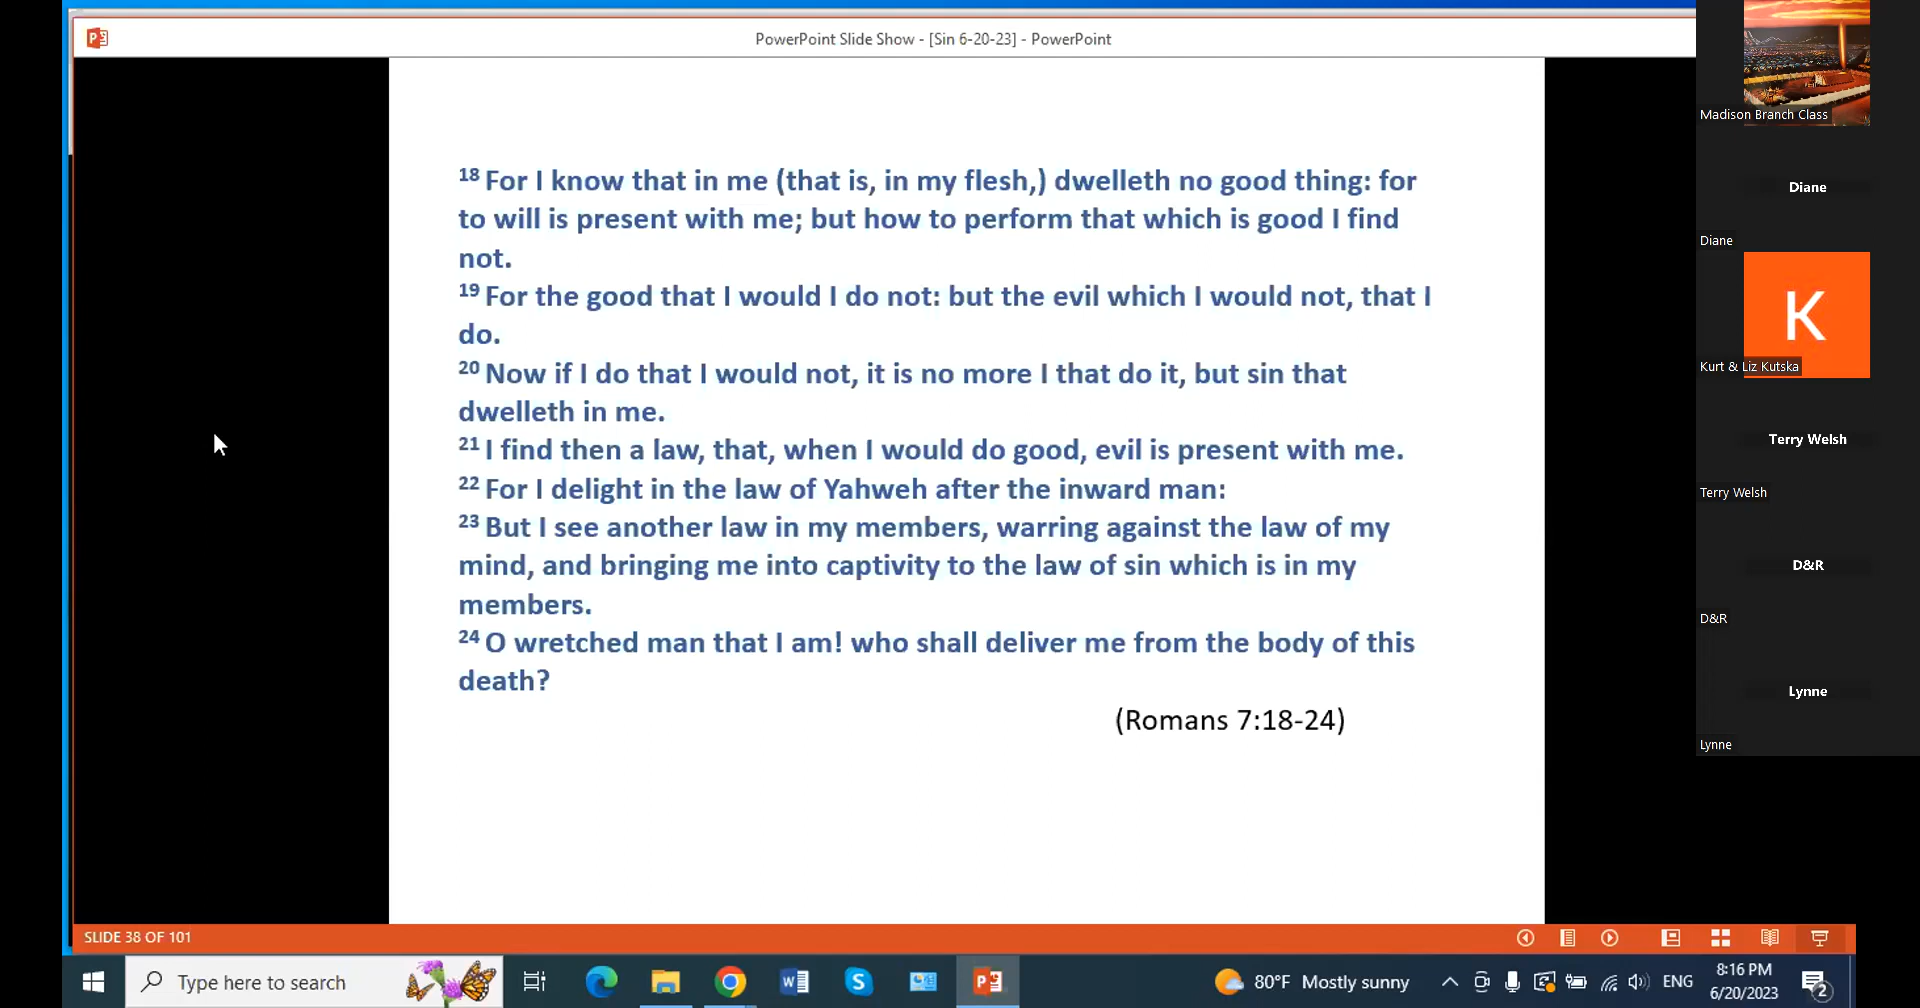 PowerPoint Slide Show - [Sin 6-20-23] - PowerPoint
18 For I know that in me (that is, in my flesh,) dwelleth no good thing: for
to will is present with me; but how to perform that which is good I find
not.
19 For the good that I would I do not: but the evil which I would not, that I
do.
20 Now if I do that I would not, it is no more I that do it, but sin that
dwelleth in me.
21 I find then a law, that, when I would do good, evil is present with me.
22 For I delight in the law of Yahweh after the inward man:
23 But I see another law in my members, warring against the law of my
mind, and bringing me into captivity to the law of sin which is in my
members.
24 O wretched man that I am! who shall deliver me from the body of this
death?
(Romans 7:18-24)
Madison Branch Class
Diane
Diane
K
Kurt & Liz Kutska
Terry Welsh
Terry Welsh
D&R
D&R
Lynne
Lynne
SLIDE 38 OF 101
Type here to search
80°F Mostly sunny
ENG
8:16 PM
6/20/2023
2